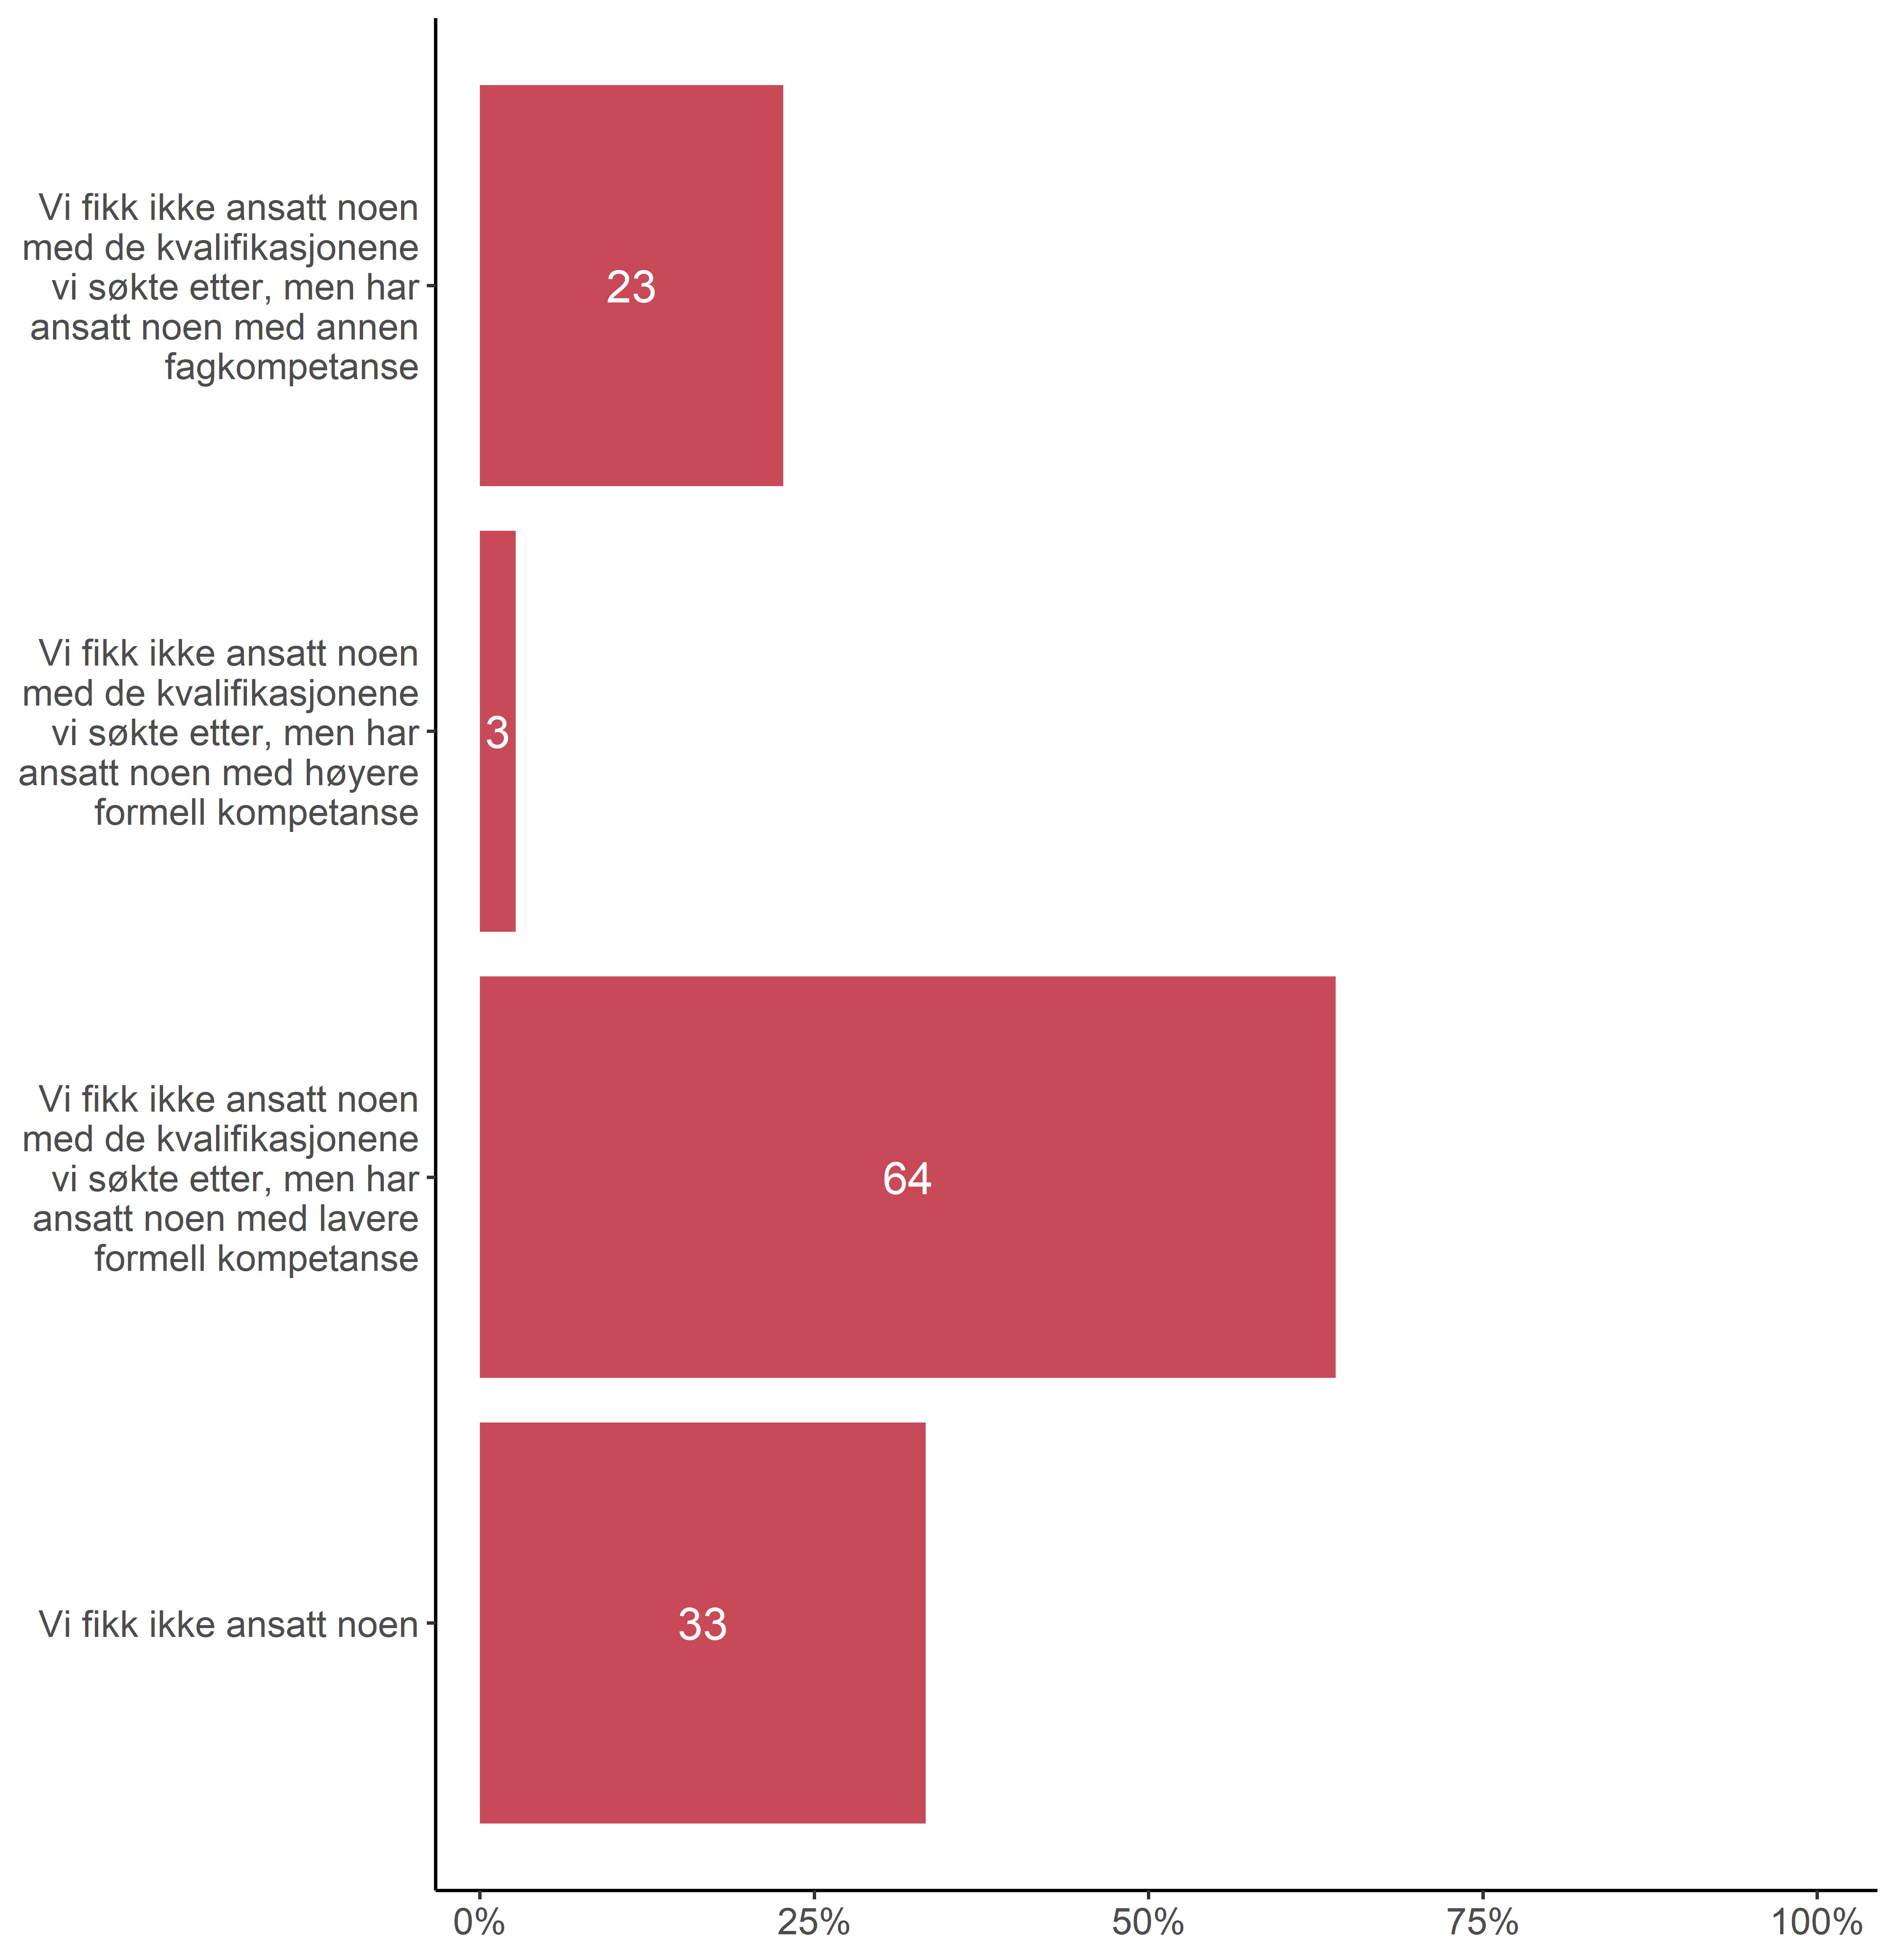 Vi fikk ikke ansatt noen
med de kvalifikasjonene
vi søkte etter, men har
ansatt noen med annen
fagkompetanse
23
Vi fikk ikke ansatt noen
med de kvalifikasjonene
vi søkte etter, men har
ansatt noen med høyere
formell kompetanse
3
Vi fikk ikke ansatt noen
med de kvalifikasjonene
vi søkte etter, men har
ansatt noen med lavere
formell kompetanse
64
Vi fikk ikke ansatt noen
33
0% 25% 50% 75% 100%